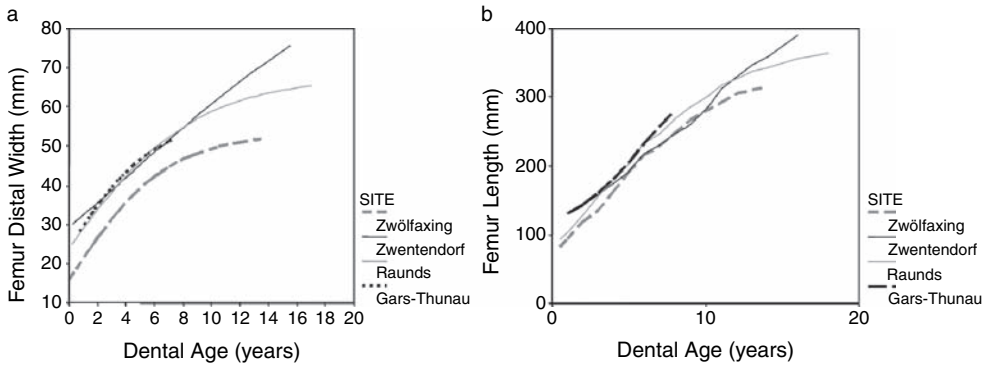 a
Femur Distal Width (mm)
80
70
60
50
40
30
20
10
0 2 4 6 8 10 12 14 16 18 20
Dental Age (years)
SITE
Zwölfaxing
Zwentendorf
Raunds
Gars-Thunau
b
Femur Length (mm)
400
300
200
100
0
0 10 20
Dental Age (years)
SITE
Zwölfaxing
Zwentendorf
Raunds
Gars-Thunau